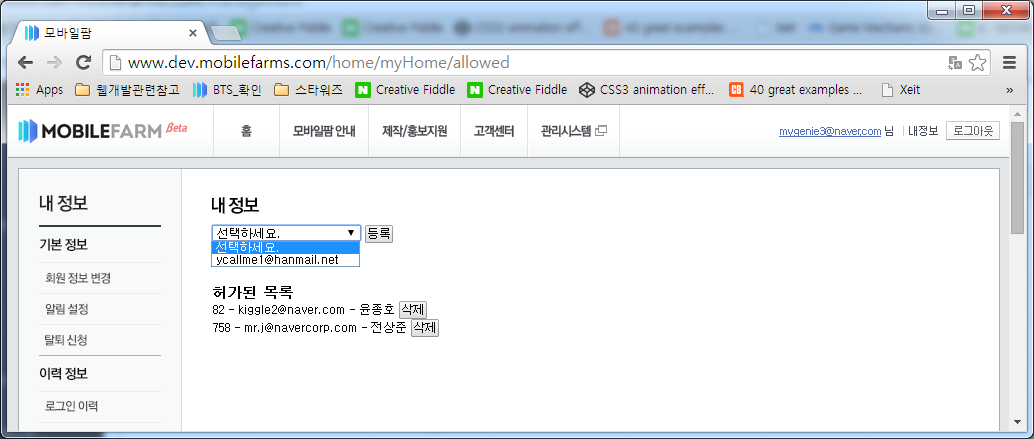 모바일팜
www.dev.mobilefarms.com/home/myHome/allowed
Apps 웹개발관련참고 BTS_확인 스타워즈 Creative Fiddle Creative Fiddle CSS3 animation eff... 40 great examples ... Xeit »
MOBILEFARM Beta 홈 모바일팜 안내 제작/홍보지원 고객센터 관리시스템 mygenie3@naver.com 님 | 내정보 로그아웃
내 정보
기본 정보
회원 정보 변경
알림 설정
탈퇴 신청
이력 정보
로그인 이력
내 정보
선택하세요. 등록
선택하세요.
ycallme1@hanmail.net
허가된 목록
82 - kiggle2@naver.com - 윤종호 삭제
758 - mr.j@navercorp.com - 전상준 삭제